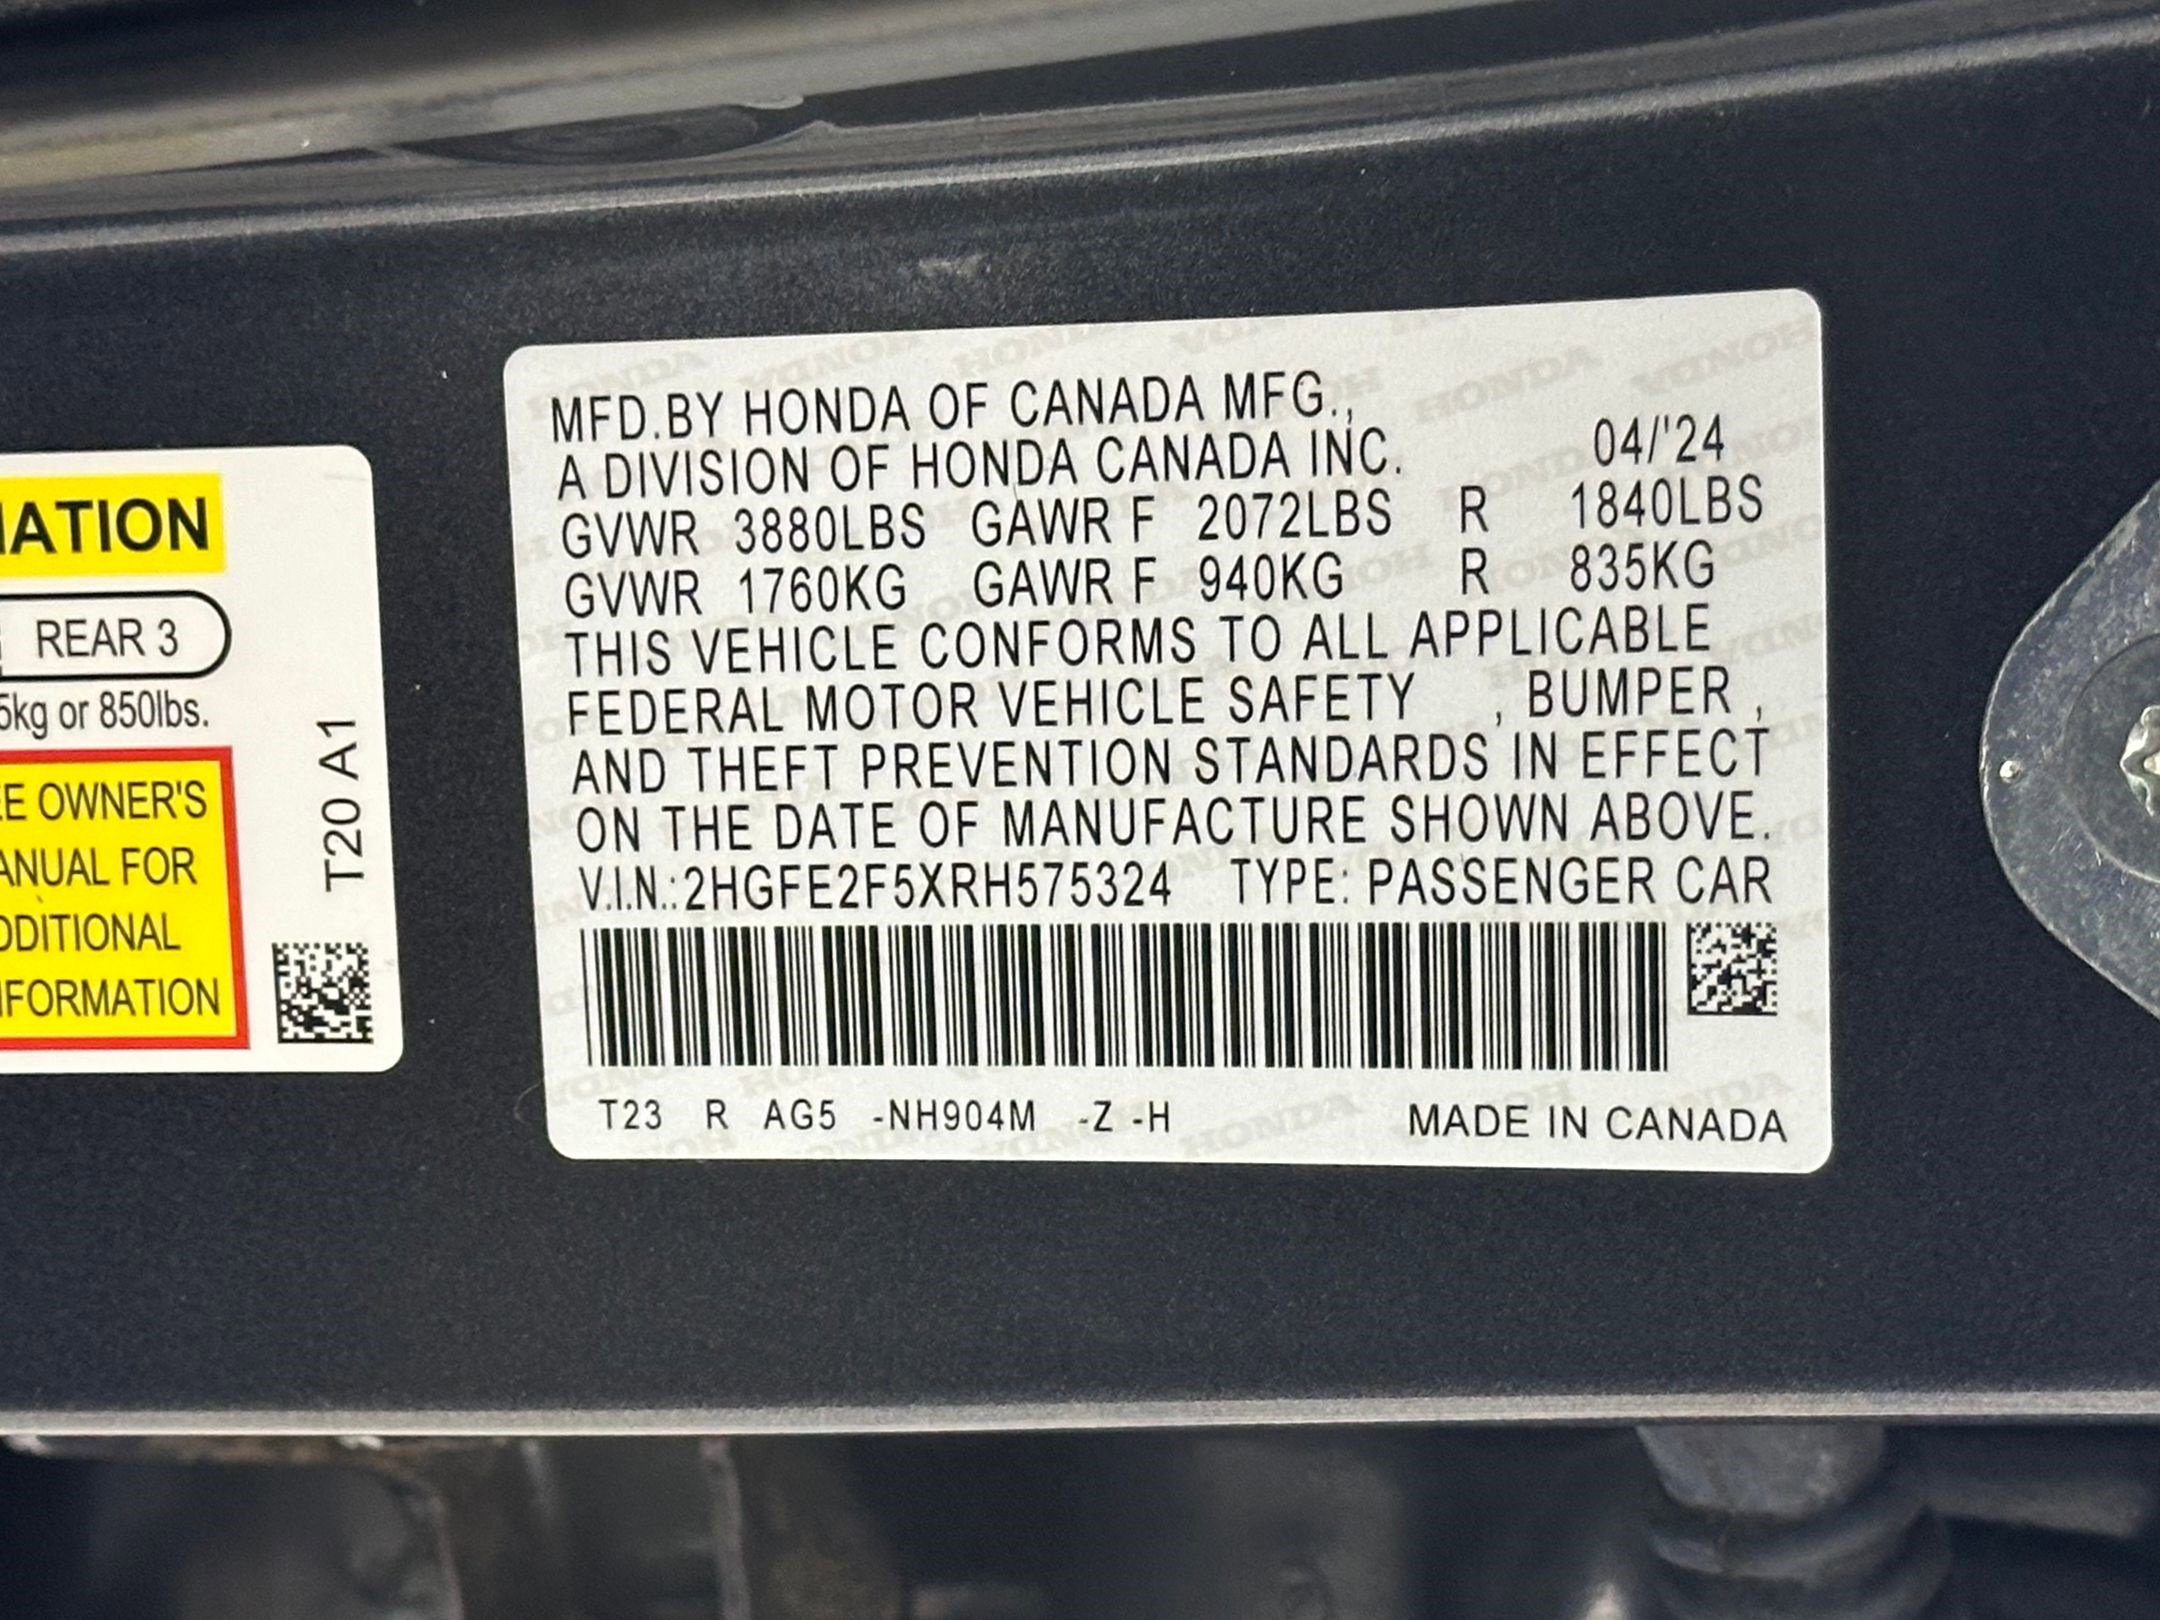 MATION
REAR 3
5kg or 850lbs.
EE OWNER'S
ANUAL FOR
DDITIONAL
NFORMATION
T20 A1
MFD.BY HONDA OF CANADA MFG.,
A DIVISION OF HONDA CANADA INC. 04/'24
GVWR 3880LBS GAWR F 2072LBS R 1840LBS
GVWR 1760KG GAWR F 940KG R 835KG
THIS VEHICLE CONFORMS TO ALL APPLICABLE
FEDERAL MOTOR VEHICLE SAFETY , BUMPER ,
AND THEFT PREVENTION STANDARDS IN EFFECT
ON THE DATE OF MANUFACTURE SHOWN ABOVE.
V.I.N.:2HGFE2F5XRH575324 TYPE: PASSENGER CAR
T23 R AG5 -NH904M -Z -H MADE IN CANADA